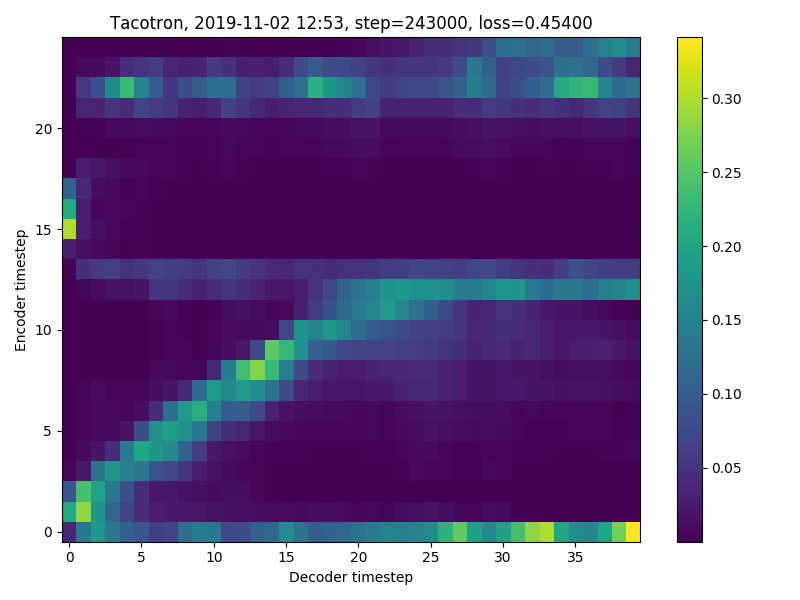 Tacotron, 2019-11-02 12:53, step=243000, loss=0.45400
Encoder timestep
20
15
10
5
0
0 5 10 15 20 25 30 35
Decoder timestep
0.30
0.25
0.20
0.15
0.10
0.05